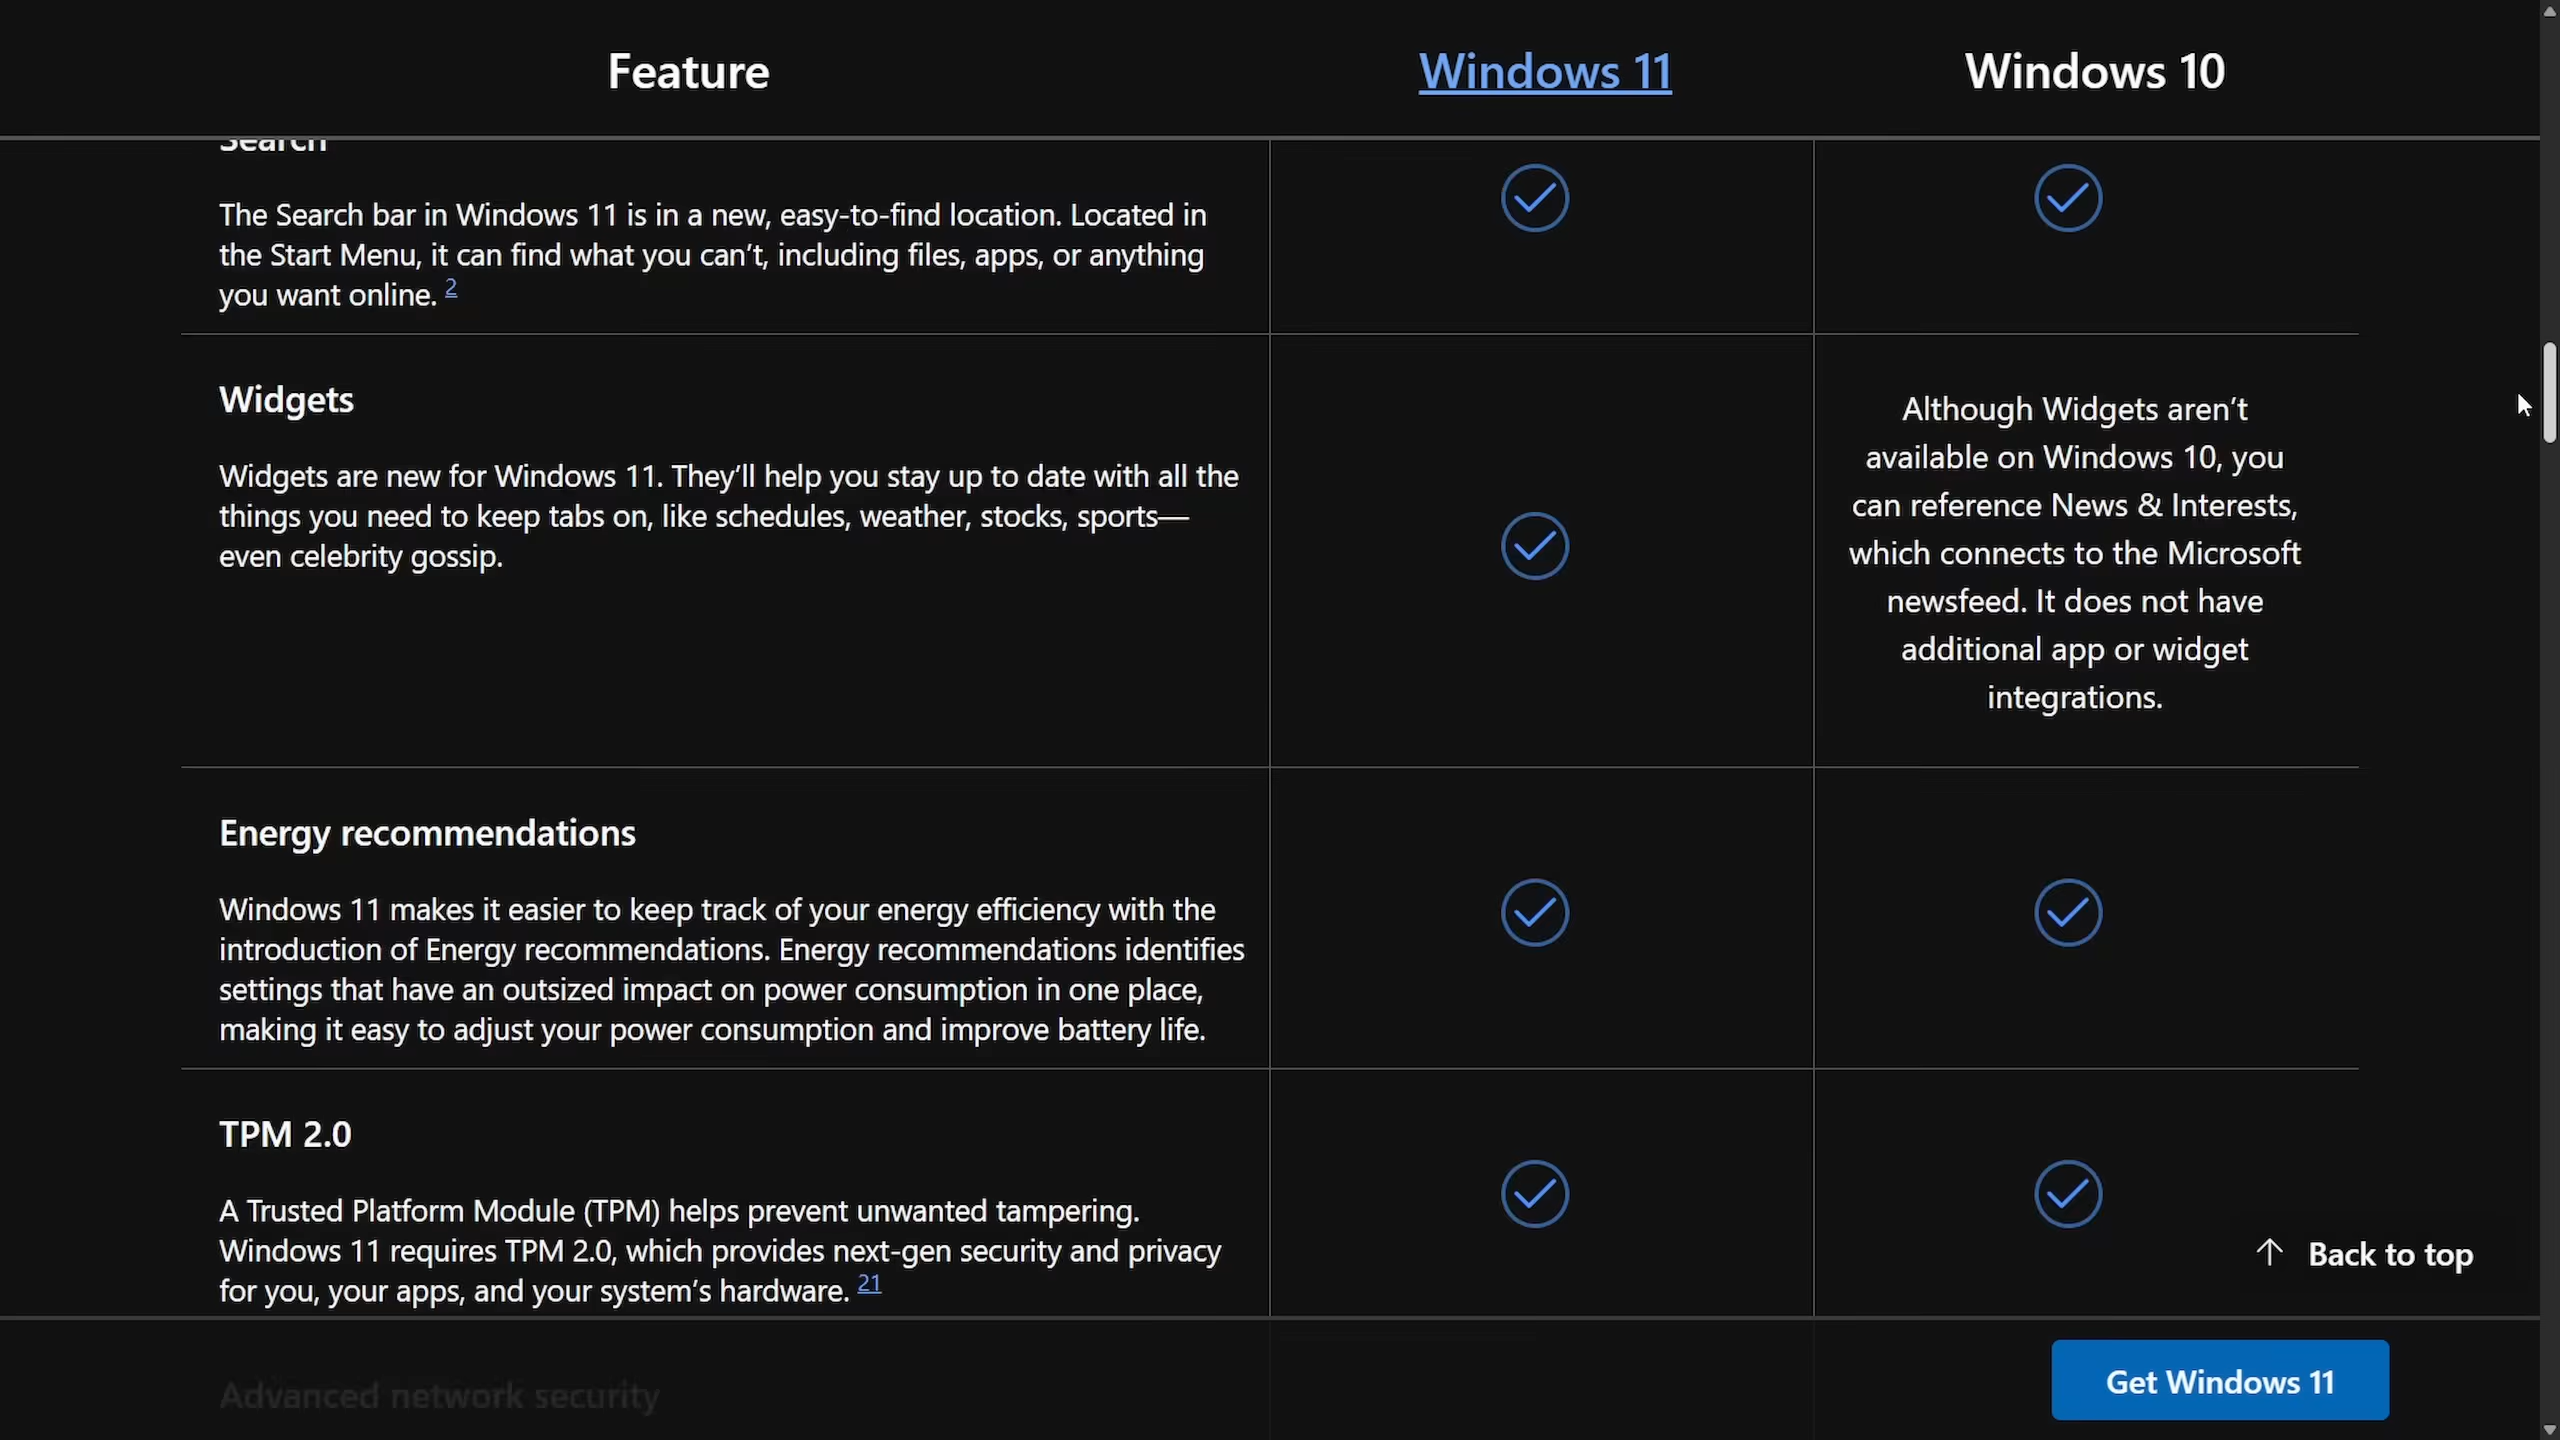 Feature
Windows 11
Windows 10
Search
The Search bar in Windows 11 is in a new, easy-to-find location. Located in
the Start Menu, it can find what you can’t, including files, apps, or anything
you want online. 2
Widgets
Widgets are new for Windows 11. They’ll help you stay up to date with all the
things you need to keep tabs on, like schedules, weather, stocks, sports—
even celebrity gossip.
Although Widgets aren’t
available on Windows 10, you
can reference News & Interests,
which connects to the Microsoft
newsfeed. It does not have
additional app or widget
integrations.
Energy recommendations
Windows 11 makes it easier to keep track of your energy efficiency with the
introduction of Energy recommendations. Energy recommendations identifies
settings that have an outsized impact on power consumption in one place,
making it easy to adjust your power consumption and improve battery life.
TPM 2.0
A Trusted Platform Module (TPM) helps prevent unwanted tampering.
Windows 11 requires TPM 2.0, which provides next-gen security and privacy
for you, your apps, and your system’s hardware. 21
Back to top
Advanced network security
Get Windows 11